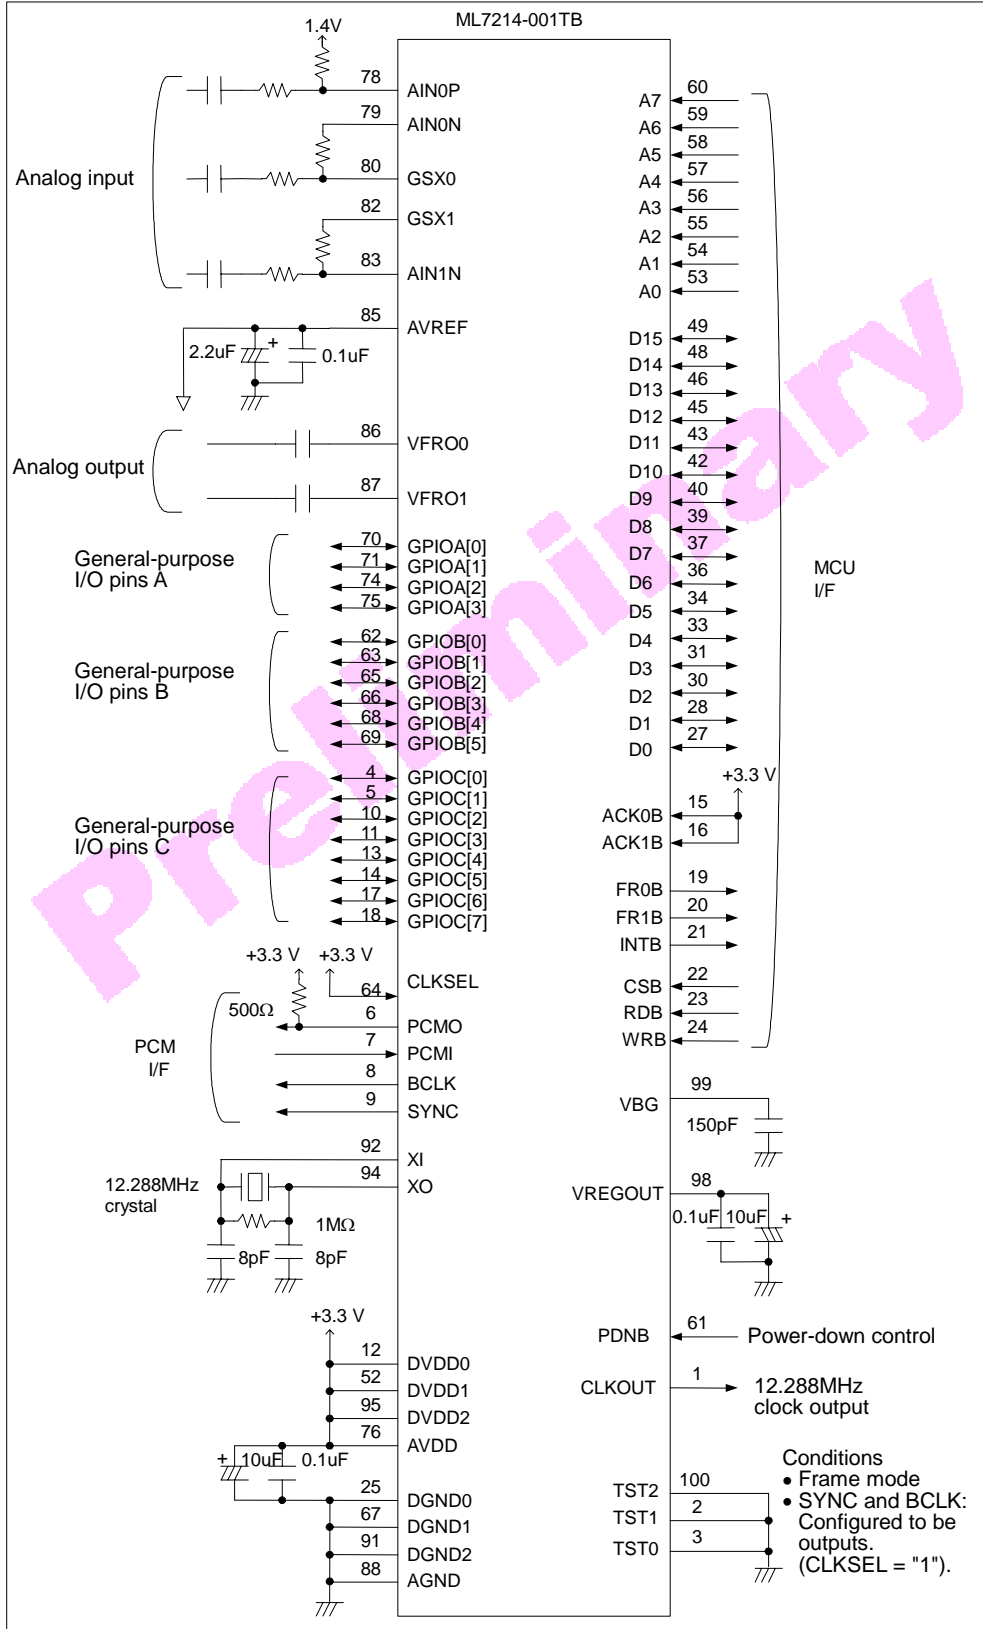 ML7214-001TB
1.4V
78 AIN0P
79 AIN0N
80 GSX0
82 GSX1
83 AIN1N
Analog input
85 AVREF
2.2uF + 0.1uF
86 VFRO0
Analog output
87 VFRO1
General-purpose
I/O pins A
70 GPIOA[0]
71 GPIOA[1]
74 GPIOA[2]
75 GPIOA[3]
General-purpose
I/O pins B
62 GPIOB[0]
63 GPIOB[1]
65 GPIOB[2]
66 GPIOB[3]
68 GPIOB[4]
69 GPIOB[5]
General-purpose
I/O pins C
4 GPIOC[0]
5 GPIOC[1]
10 GPIOC[2]
11 GPIOC[3]
13 GPIOC[4]
14 GPIOC[5]
17 GPIOC[6]
18 GPIOC[7]
+3.3 V +3.3 V
64 CLKSEL
500Ω
6 PCMO
7 PCMI
8 BCLK
9 SYNC
PCM
I/F
92 XI
94 XO
12.288MHz
crystal
1MΩ
8pF 8pF
+3.3 V
12 DVDD0
52 DVDD1
95 DVDD2
76 AVDD
+ 10uF 0.1uF
25 DGND0
67 DGND1
91 DGND2
88 AGND
A7 60
A6 59
A5 58
A4 57
A3 56
A2 55
A1 54
A0 53
D15 49
D14 48
D13 46
D12 45
D11 43
D10 42
D9 40
D8 39
D7 37
D6 36
D5 34
D4 33
D3 31
D2 30
D1 28
D0 27
MCU
I/F
+3.3 V
ACK0B 15
ACK1B 16
FR0B 19
FR1B 20
INTB 21
CSB 22
RDB 23
WRB 24
VBG 99
150pF
VREGOUT 98
0.1uF 10uF +
PDNB 61 Power-down control
CLKOUT 1 12.288MHz
clock output
TST2 100
TST1 2
TST0 3
Conditions
• Frame mode
• SYNC and BCLK:
Configured to be
outputs.
(CLKSEL = "1").
Preliminary